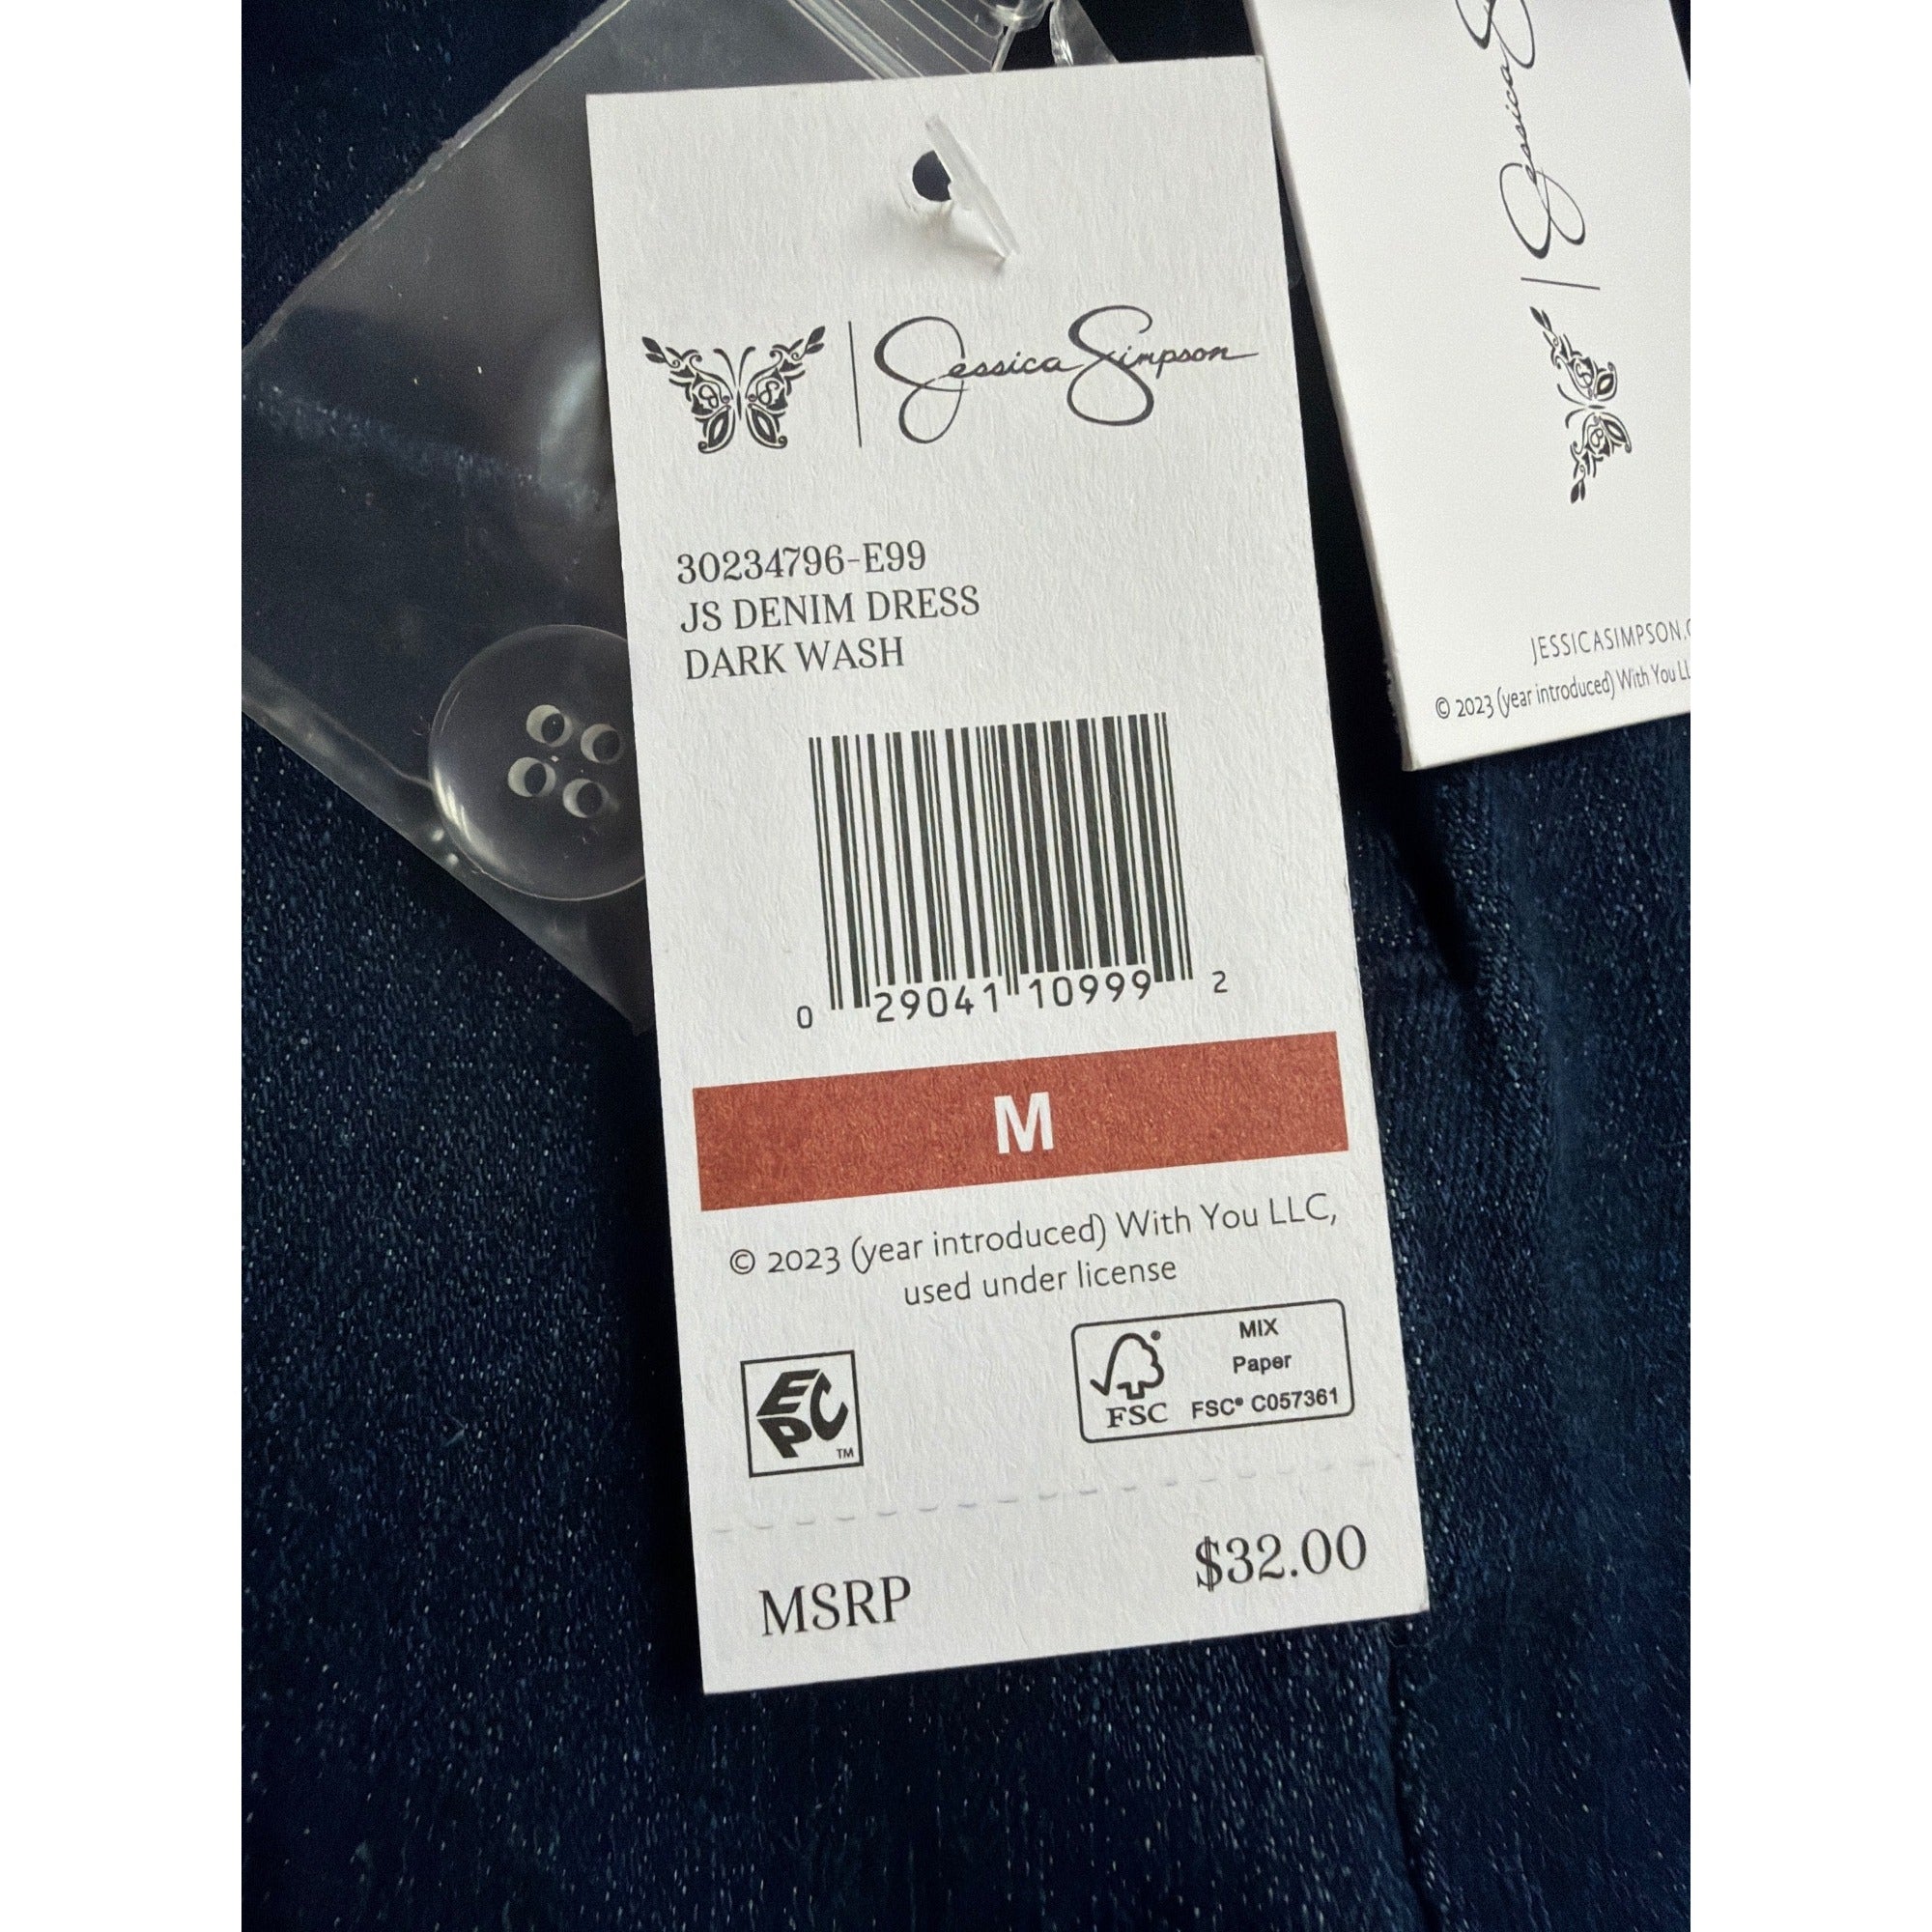 Jessica Simpson
30234796-E99
JS DENIM DRESS
DARK WASH
0 29041 10999 2
M
© 2023 (year introduced) With You LLC,
used under license
EPC
TM
MIX
Paper
FSC® C057361
FSC
MSRP $32.00
Jessica
JESSICASIMPSON.
© 2023 (year introduced) With You